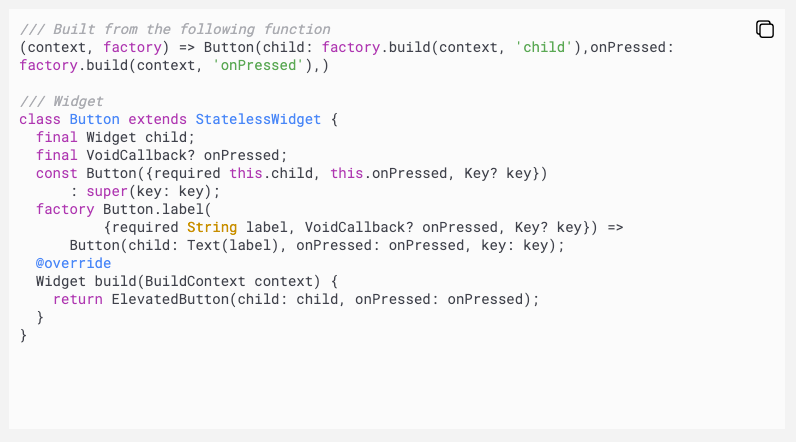 /// Built from the following function
(context, factory) => Button(child: factory.build(context, 'child'),onPressed:
factory.build(context, 'onPressed'),)

/// Widget
class Button extends StatelessWidget {
  final Widget child;
  final VoidCallback? onPressed;
  const Button({required this.child, this.onPressed, Key? key})
      : super(key: key);
  factory Button.label(
          {required String label, VoidCallback? onPressed, Key? key}) =>
      Button(child: Text(label), onPressed: onPressed, key: key);
  @override
  Widget build(BuildContext context) {
    return ElevatedButton(child: child, onPressed: onPressed);
  }
}